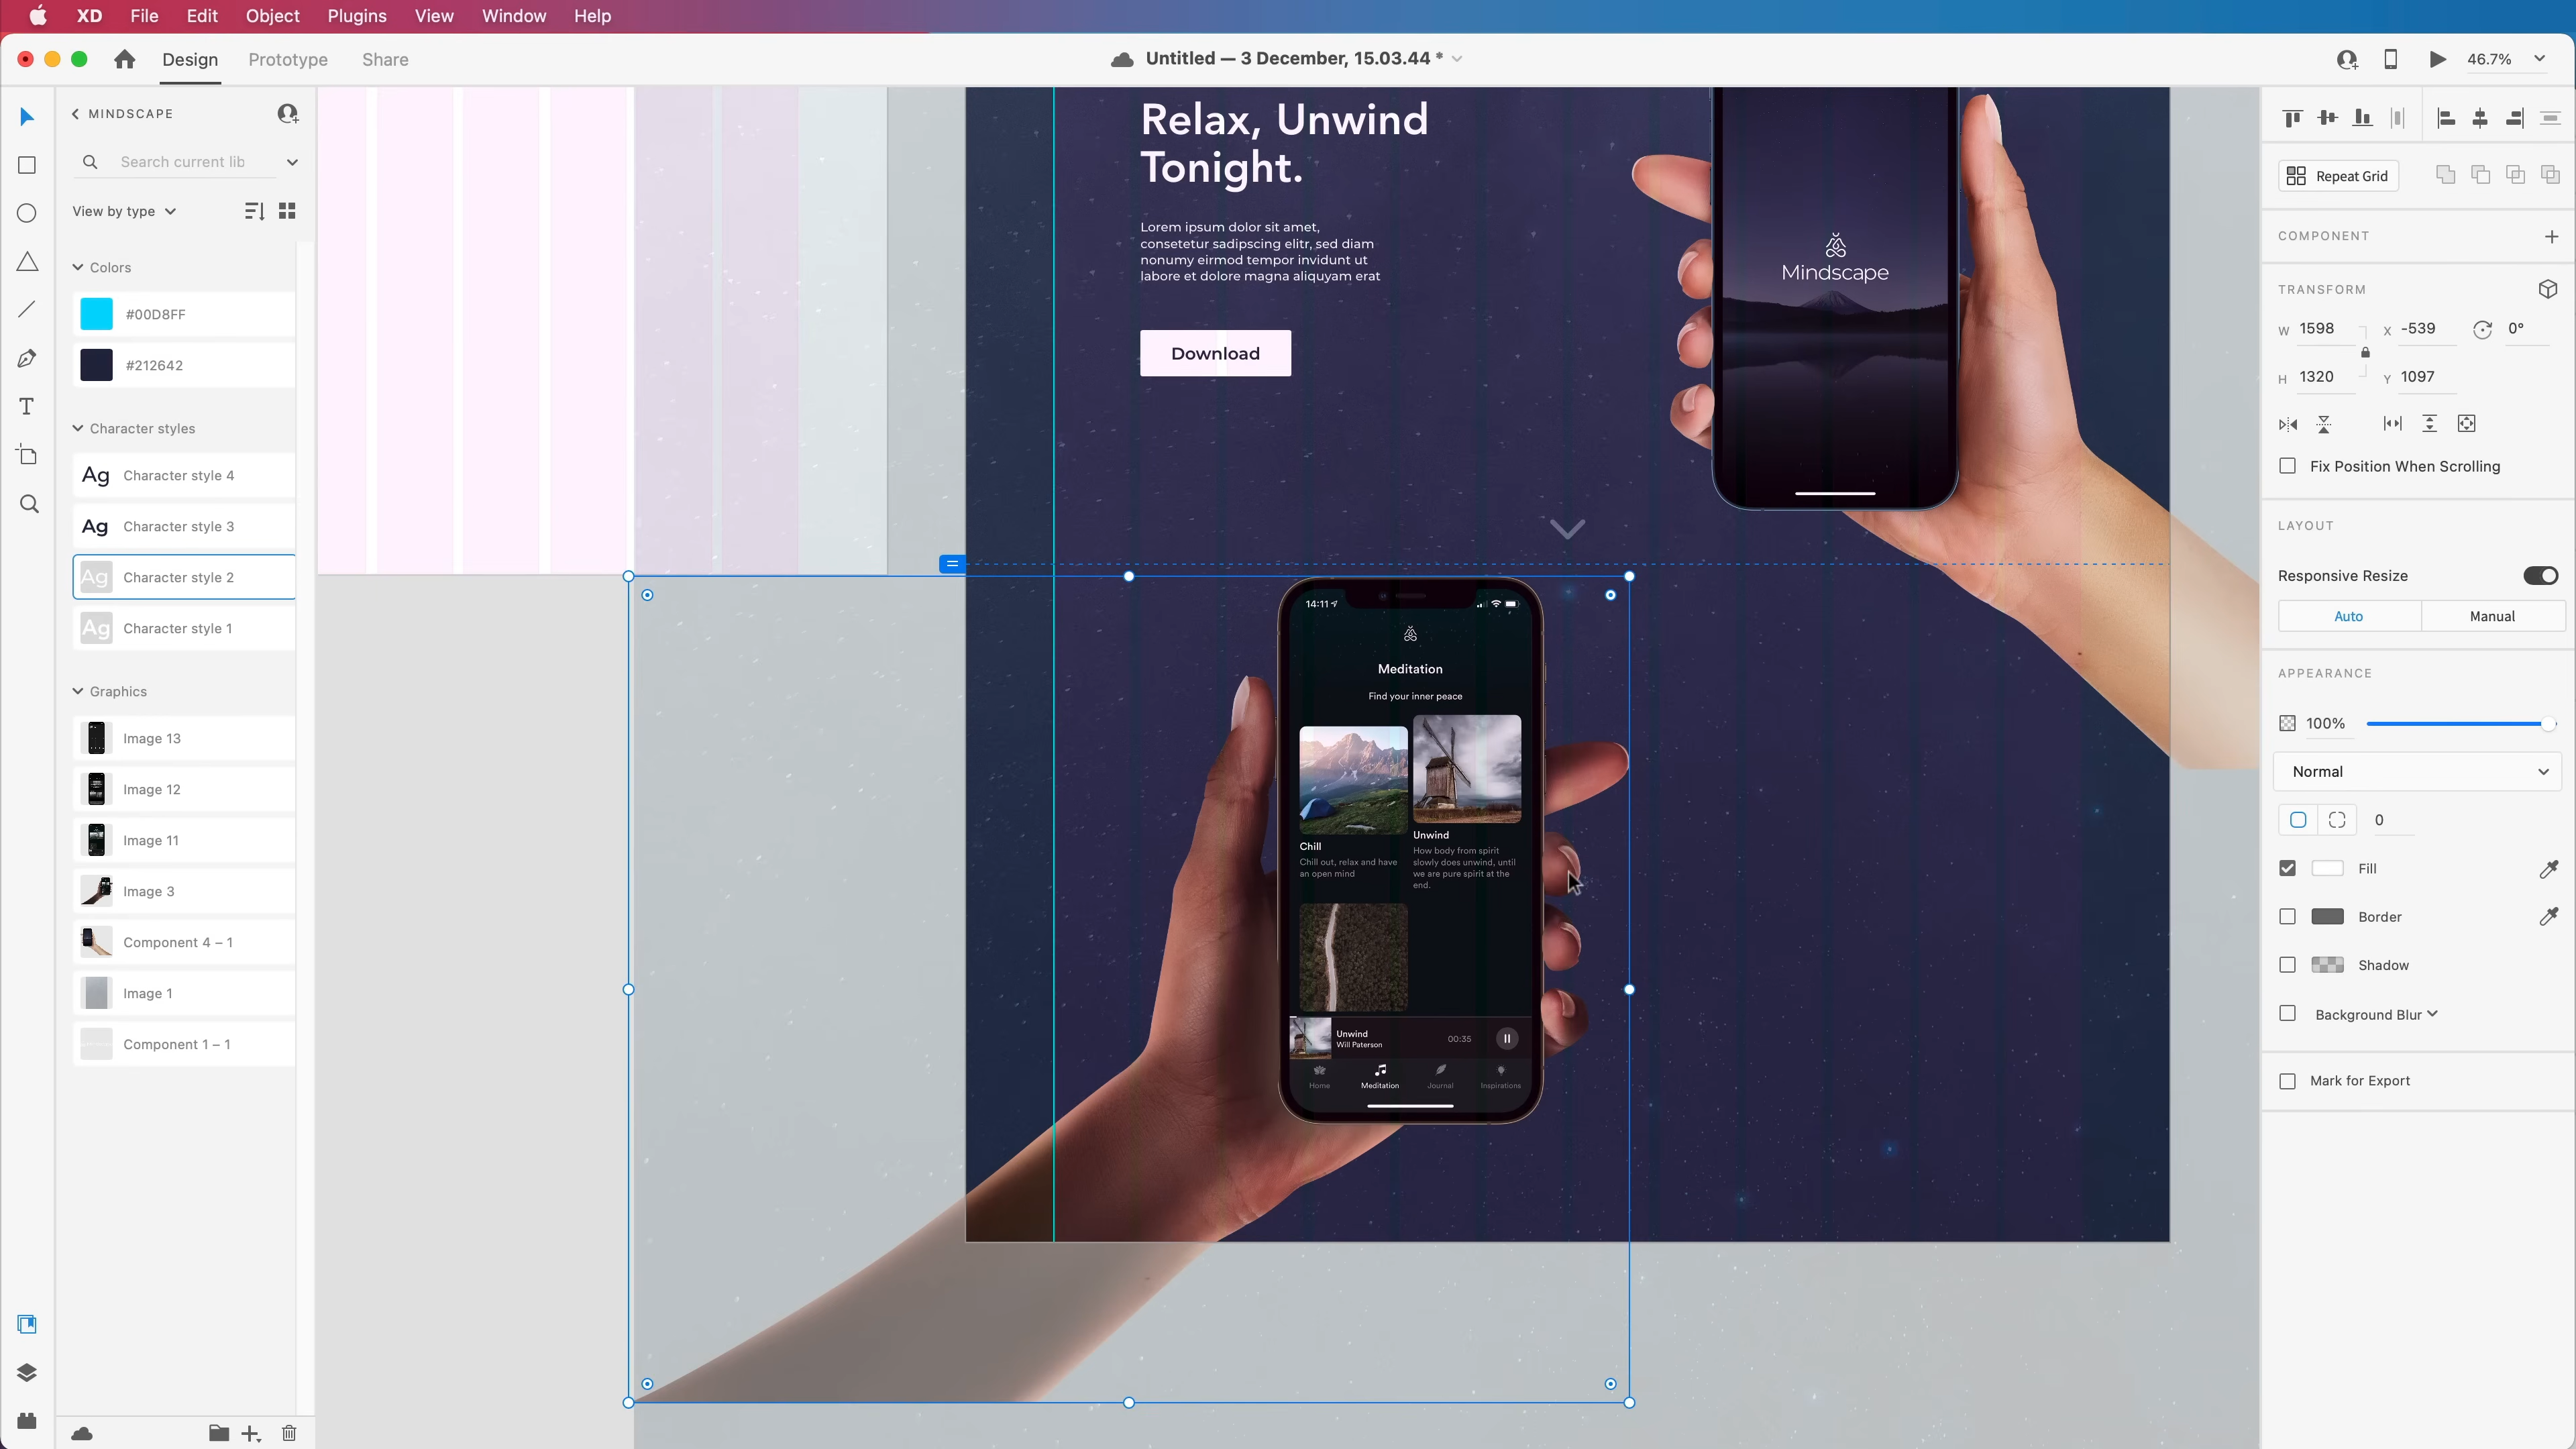 XD File Edit Object Plugins View Window Help
Design Prototype Share
Untitled — 3 December, 15.03.44 *
46.7%
MINDSCAPE
Search current lib
View by type
Colors
#00D8FF
#212642
Character styles
Ag Character style 4
Ag Character style 3
Ag Character style 2
Ag Character style 1
Graphics
Image 13
Image 12
Image 11
Image 3
Component 4 – 1
Image 1
Component 1 – 1
Relax, Unwind
Tonight.
Lorem ipsum dolor sit amet,
consetetur sadipscing elitr, sed diam
nonumy eirmod tempor invidunt ut
labore et dolore magna aliquyam erat
Download
Mindscape
14:11
Meditation
Find your inner peace
Chill
Chill out, relax and have
an open mind
Unwind
How body from spirit
slowly does unwind, until
we are pure spirit at the
end.
Unwind
Will Paterson
00:35
Home Meditation Journal Inspirations
Repeat Grid
COMPONENT
TRANSFORM
W 1598 X -539 0°
H 1320 Y 1097
Fix Position When Scrolling
LAYOUT
Responsive Resize
Auto Manual
APPEARANCE
100%
Normal
0
Fill
Border
Shadow
Background Blur
Mark for Export